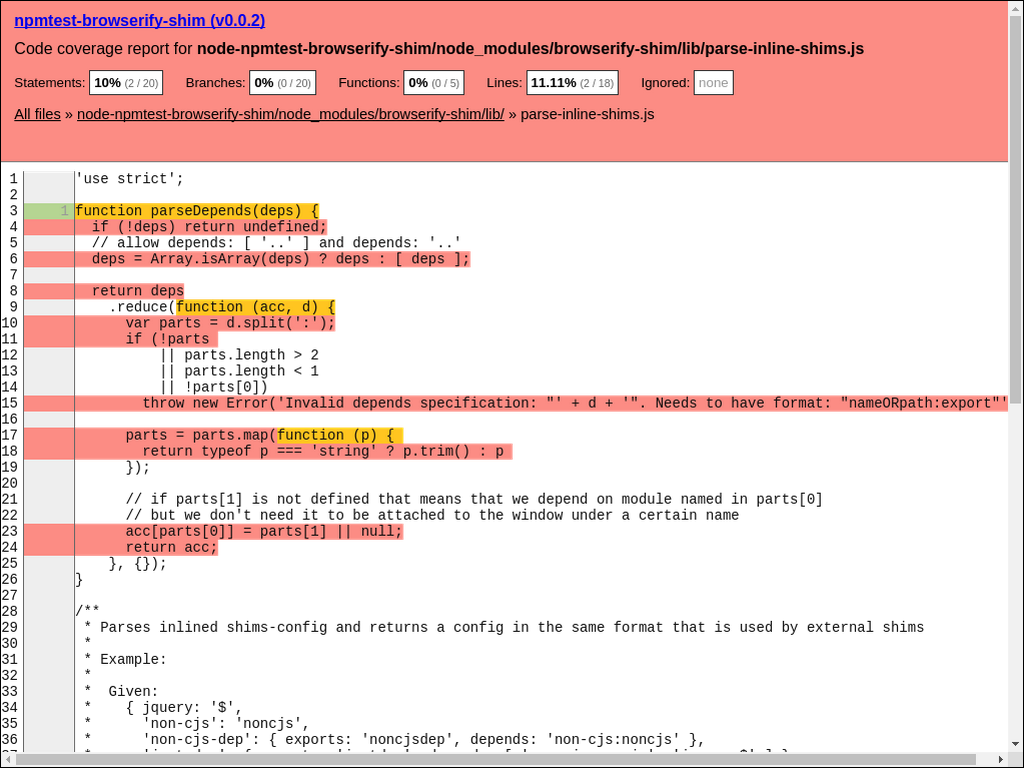 npmtest-browserify-shim (v0.0.2)
Code coverage report for node-npmtest-browserify-shim/node_modules/browserify-shim/lib/parse-inline-shims.js
Statements: 10% (2 / 20) Branches: 0% (0 / 20) Functions: 0% (0 / 5) Lines: 11.11% (2 / 18) Ignored: none
All files » node-npmtest-browserify-shim/node_modules/browserify-shim/lib/ » parse-inline-shims.js
1 'use strict';
2
3 1 function parseDepends(deps) {
4 if (!deps) return undefined;
5 // allow depends: [ '..' ] and depends: '..'
6 deps = Array.isArray(deps) ? deps : [ deps ];
7
8 return deps
9 .reduce(function (acc, d) {
10 var parts = d.split(':');
11 if (!parts
12 || parts.length > 2
13 || parts.length < 1
14 || !parts[0])
15 throw new Error('Invalid depends specification: "' + d + '". Needs to have format: "nameORpath:export"'
16
17 parts = parts.map(function (p) {
18 return typeof p === 'string' ? p.trim() : p
19 });
20
21 // if parts[1] is not defined that means that we depend on module named in parts[0]
22 // but we don't need it to be attached to the window under a certain name
23 acc[parts[0]] = parts[1] || null;
24 return acc;
25 }, {});
26 }
27
28 /**
29 * Parses inlined shims-config and returns a config in the same format that is used by external shims
30 *
31 * Example:
32 *
33 * Given:
34 * { jquery: '$',
35 * 'non-cjs': 'noncjs',
36 * 'non-cjs-dep': { exports: 'noncjsdep', depends: 'non-cjs:noncjs' },